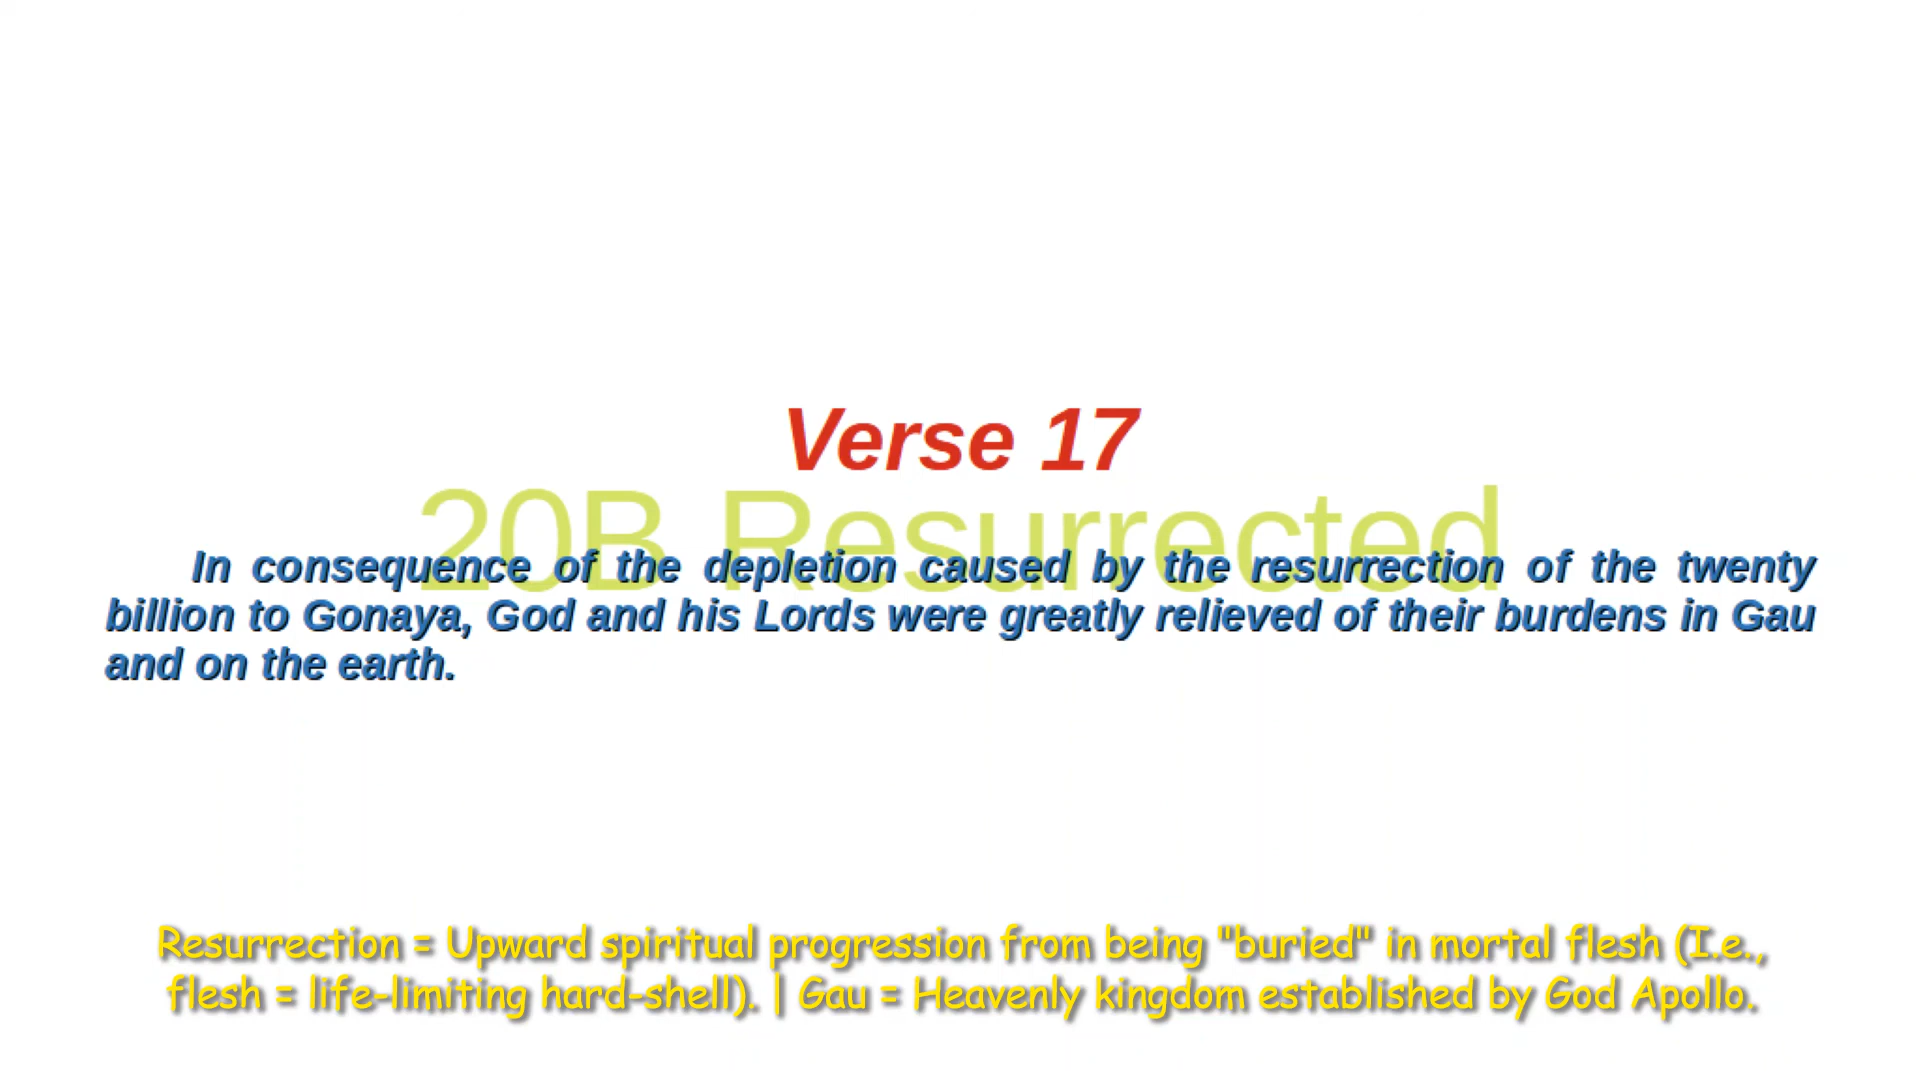 Verse 17
20B Resurrected
In consequence of the depletion caused by the resurrection of the twenty
billion to Gonaya, God and his Lords were greatly relieved of their burdens in Gau
and on the earth.
Resurrection = Upward spiritual progression from being "buried" in mortal flesh (I.e.,
flesh = life-limiting hard-shell). | Gau = Heavenly kingdom established by God Apollo.